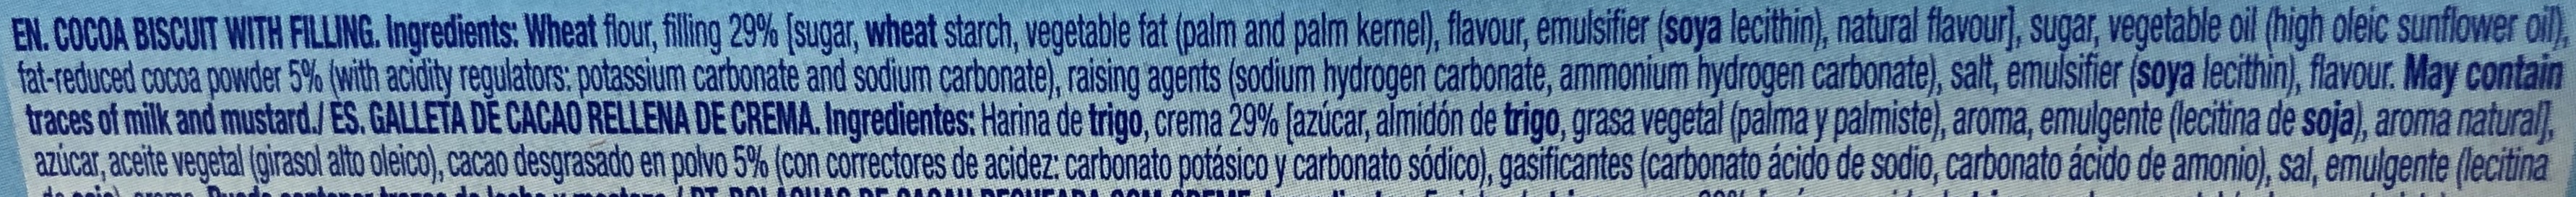 EN. COCOA BISCUIT WITH FILLING. Ingredients: Wheat flour, filling 29% [sugar, wheat starch, vegetable fat (palm and palm kernel), flavour, emulsifier (soya lecithin), natural flavour], sugar, vegetable oil (high oleic sunflower oil),
fat-reduced cocoa powder 5% (with acidity regulators: potassium carbonate and sodium carbonate), raising agents (sodium hydrogen carbonate, ammonium hydrogen carbonate), salt, emulsifier (soya lecithin), flavour. May contain
traces of milk and mustard./ ES. GALLETA DE CACAO RELLENA DE CREMA. Ingredientes: Harina de trigo, crema 29% [azúcar, almidón de trigo, grasa vegetal (palma y palmiste), aroma, emulgente (lecitina de soja), aroma natural],
azúcar, aceite vegetal (girasol alto oleico), cacao desgrasado en polvo 5% (con correctores de acidez: carbonato potásico y carbonato sódico), gasificantes (carbonato ácido de sodio, carbonato ácido de amonio), sal, emulgente (lecitina